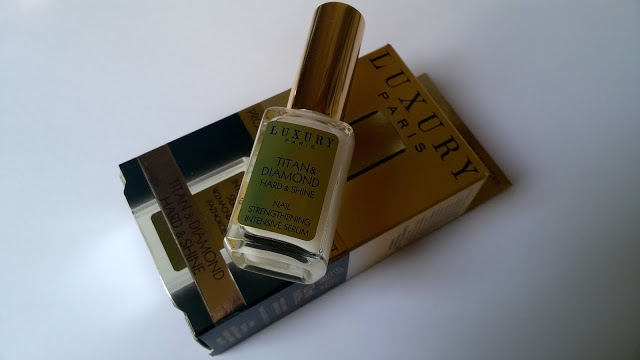 LUXURY
PARIS
TITAN &
DIAMOND
HARD & SHINE
NAIL
STRENGTHENING
INTENSIVE SERUM
LUXURY
PARIS
TITAN & DIAMOND
HARD & SHINE